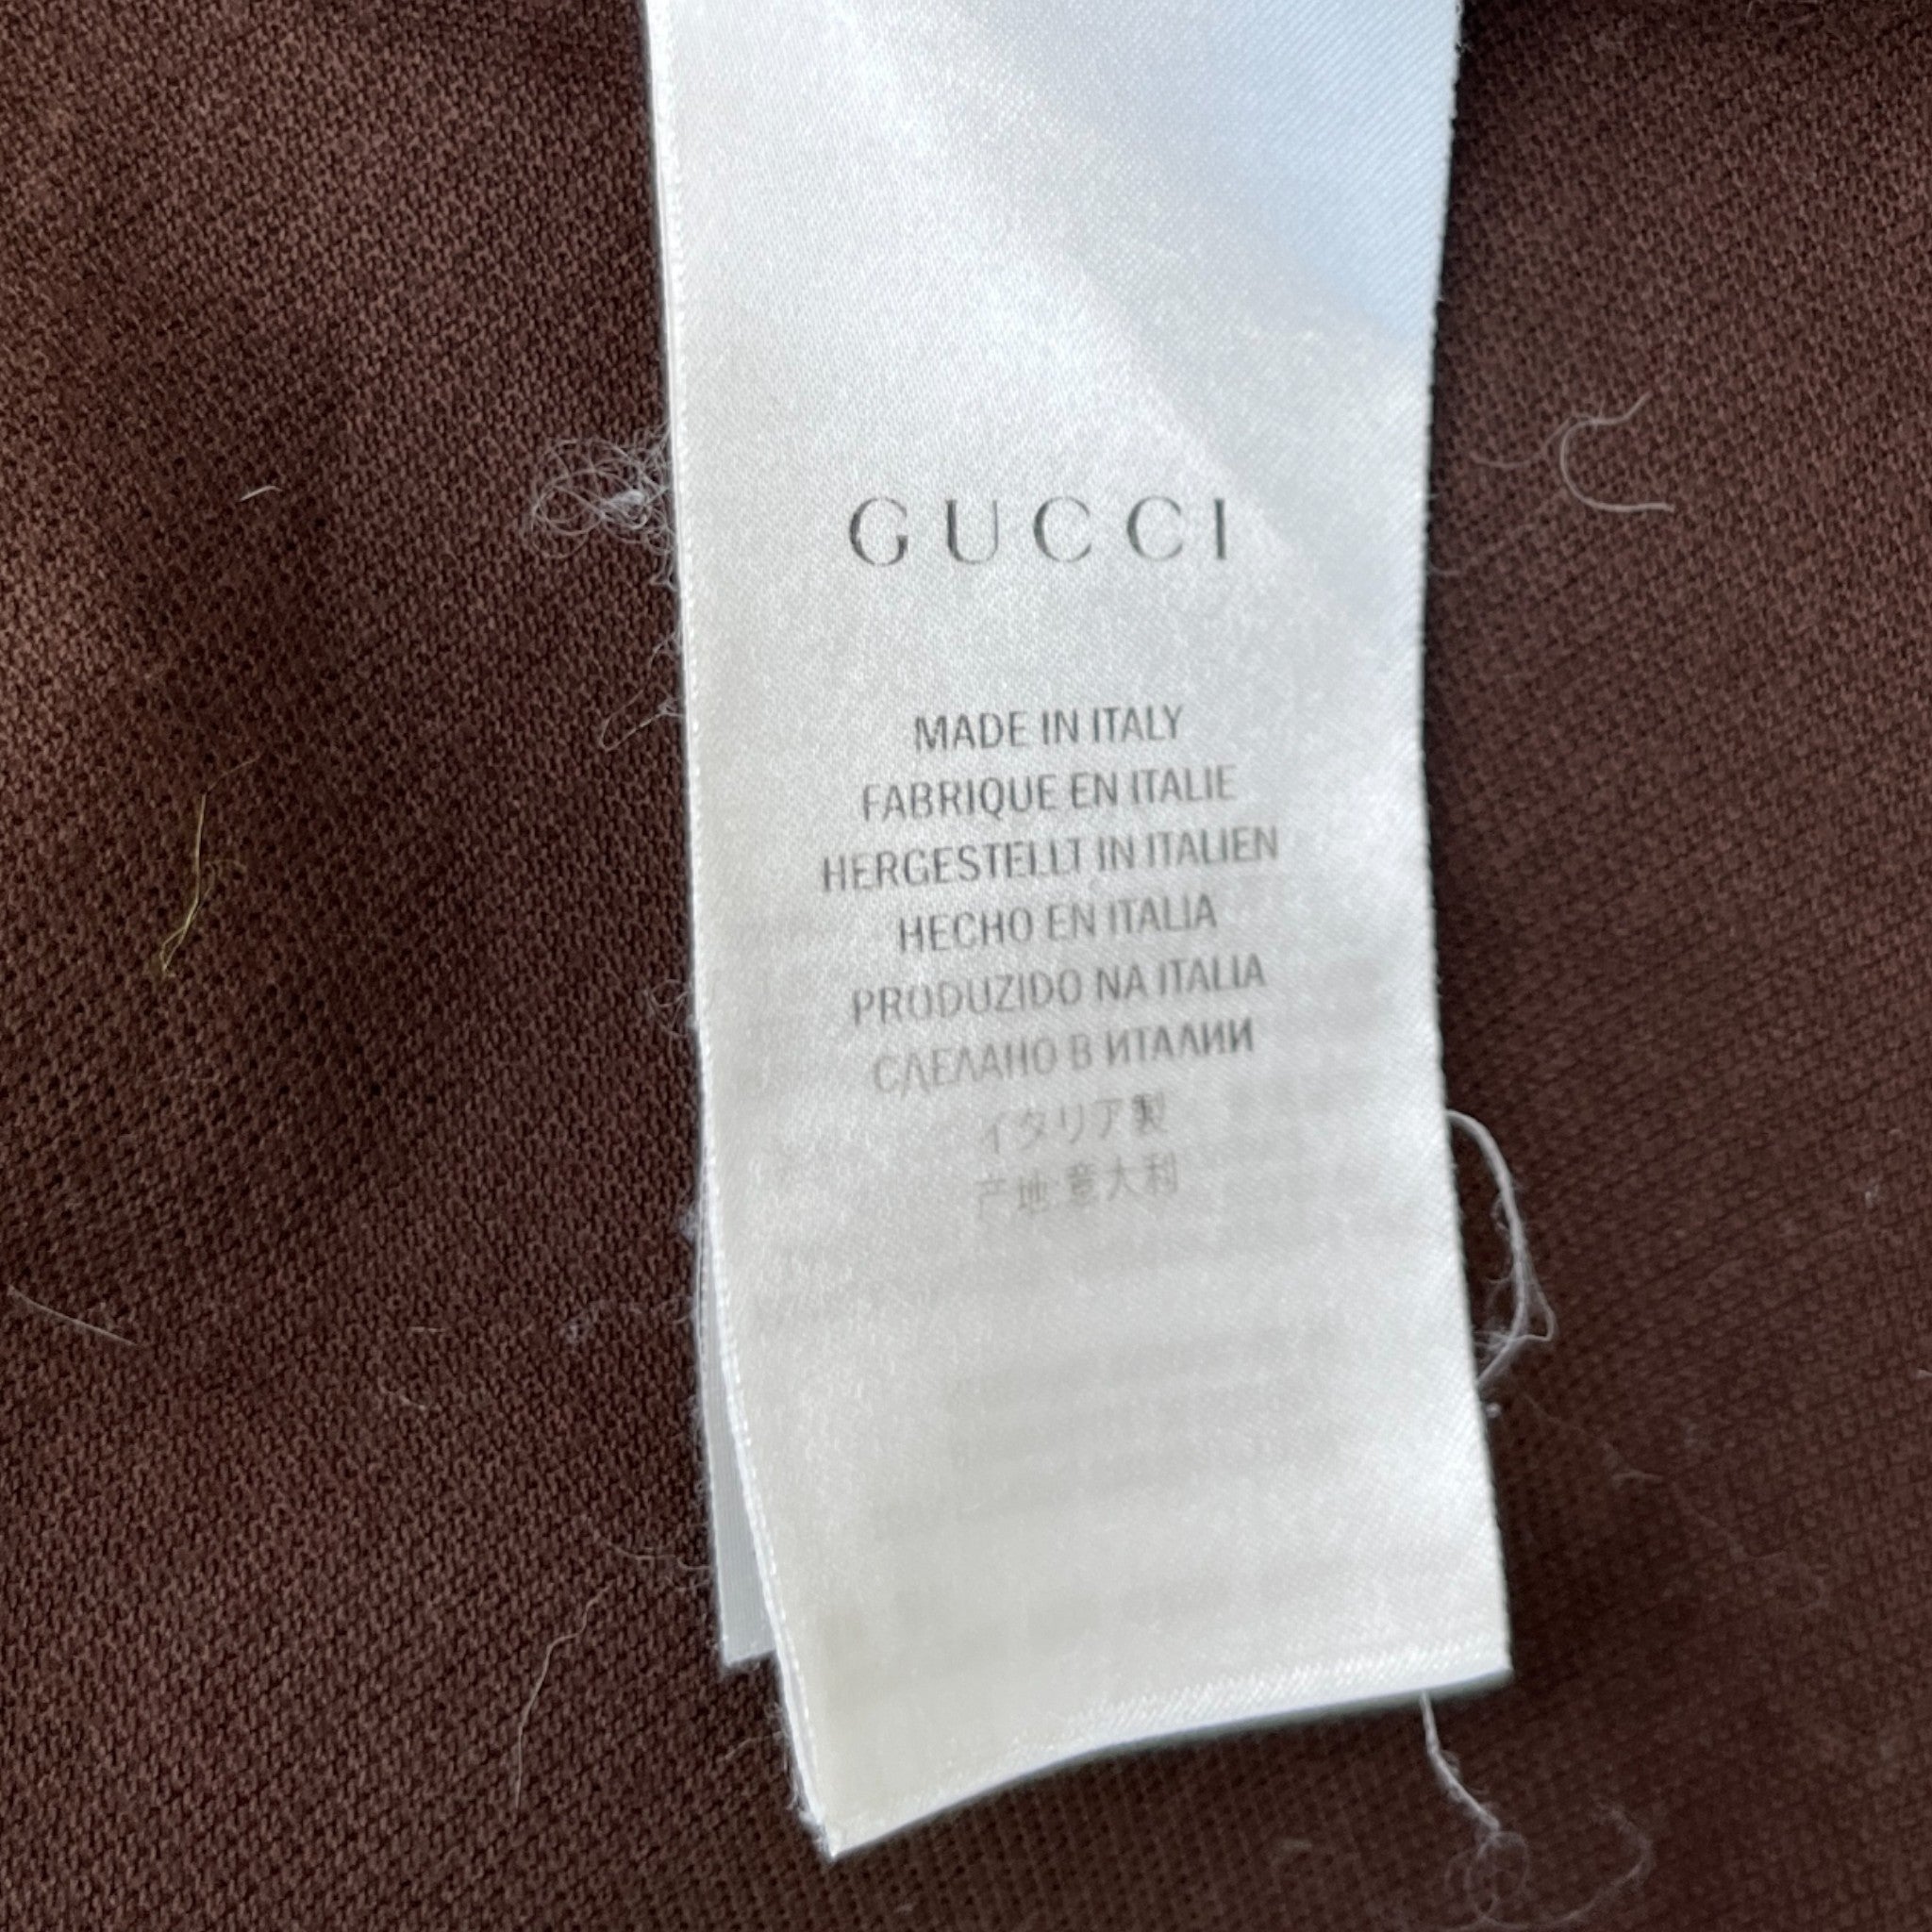 GUCCI
MADE IN ITALY
FABRIQUE EN ITALIE
HERGESTELLT IN ITALIEN
HECHO EN ITALIA
PRODUZIDO NA ITALIA
СДЕЛАНО В ИТАЛИИ
イタリア製
产地:意大利